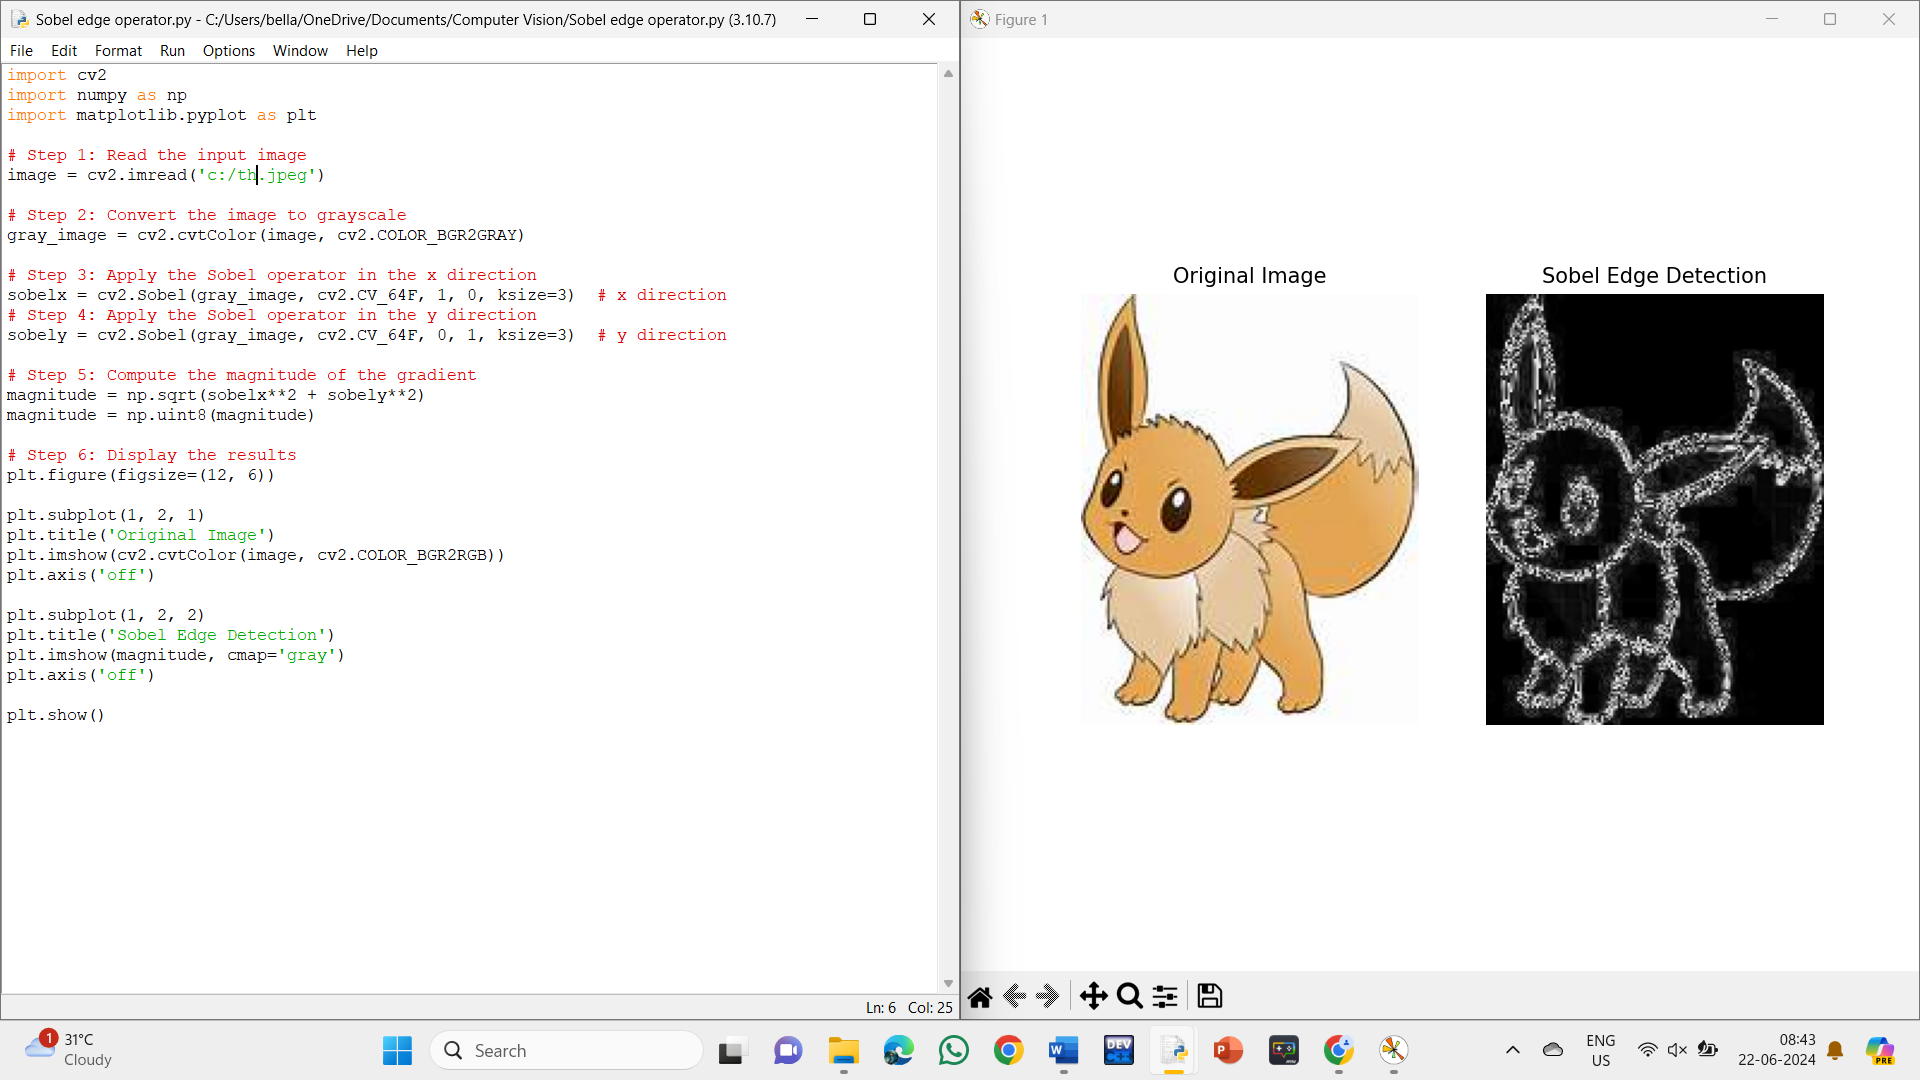 Sobel edge operator.py - C:/Users/bella/OneDrive/Documents/Computer Vision/Sobel edge operator.py (3.10.7)
File Edit Format Run Options Window Help
import cv2
import numpy as np
import matplotlib.pyplot as plt
# Step 1: Read the input image
image = cv2.imread('c:/th.jpeg')
# Step 2: Convert the image to grayscale
gray_image = cv2.cvtColor(image, cv2.COLOR_BGR2GRAY)
# Step 3: Apply the Sobel operator in the x direction
sobelx = cv2.Sobel(gray_image, cv2.CV_64F, 1, 0, ksize=3)  # x direction
# Step 4: Apply the Sobel operator in the y direction
sobely = cv2.Sobel(gray_image, cv2.CV_64F, 0, 1, ksize=3)  # y direction
# Step 5: Compute the magnitude of the gradient
magnitude = np.sqrt(sobelx**2 + sobely**2)
magnitude = np.uint8(magnitude)
# Step 6: Display the results
plt.figure(figsize=(12, 6))
plt.subplot(1, 2, 1)
plt.title('Original Image')
plt.imshow(cv2.cvtColor(image, cv2.COLOR_BGR2RGB))
plt.axis('off')
plt.subplot(1, 2, 2)
plt.title('Sobel Edge Detection')
plt.imshow(magnitude, cmap='gray')
plt.axis('off')
plt.show()
Ln: 6 Col: 25
Figure 1
Original Image
Sobel Edge Detection
1
31°C
Cloudy
Search
W
DEV
C++
P
ENG
US
08:43
22-06-2024
PRE